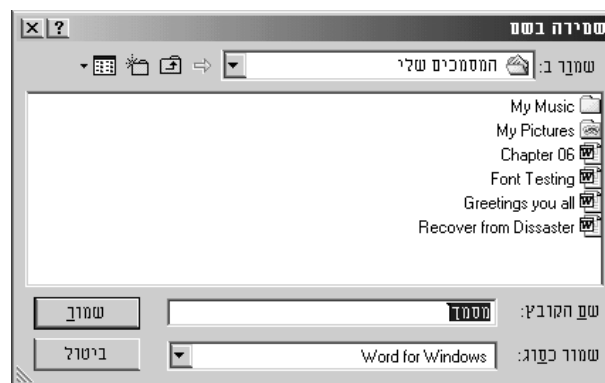 שמירה בשם
שמור ב: המסמכים שלי
My Music
My Pictures
Chapter 06
Font Testing
Greetings you all
Recover from Dissaster
שם הקובץ: מסמך שמור
שמור כסוג: Word for Windows ביטול